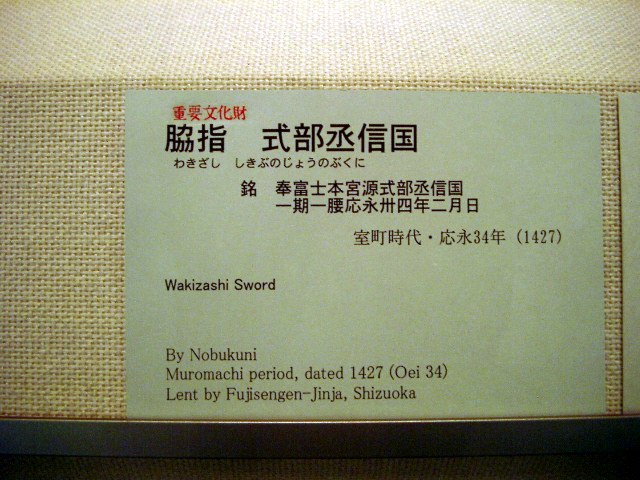 重要文化財
脇指　式部丞信国
わきざし　しきぶのじょうのぶくに
銘　奉富士本宮源式部丞信国
一期一腰応永卅四年二月日
室町時代・応永34年（1427）
Wakizashi Sword
By Nobukuni
Muromachi period, dated 1427 (Oei 34)
Lent by Fujisengen-Jinja, Shizuoka